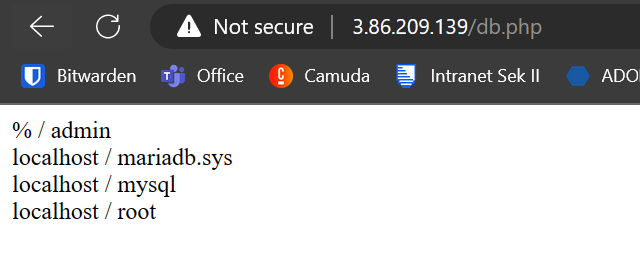 Not secure | 3.86.209.139/db.php
Bitwarden Office Camuda Intranet Sek II ADO
% / admin
localhost / mariadb.sys
localhost / mysql
localhost / root